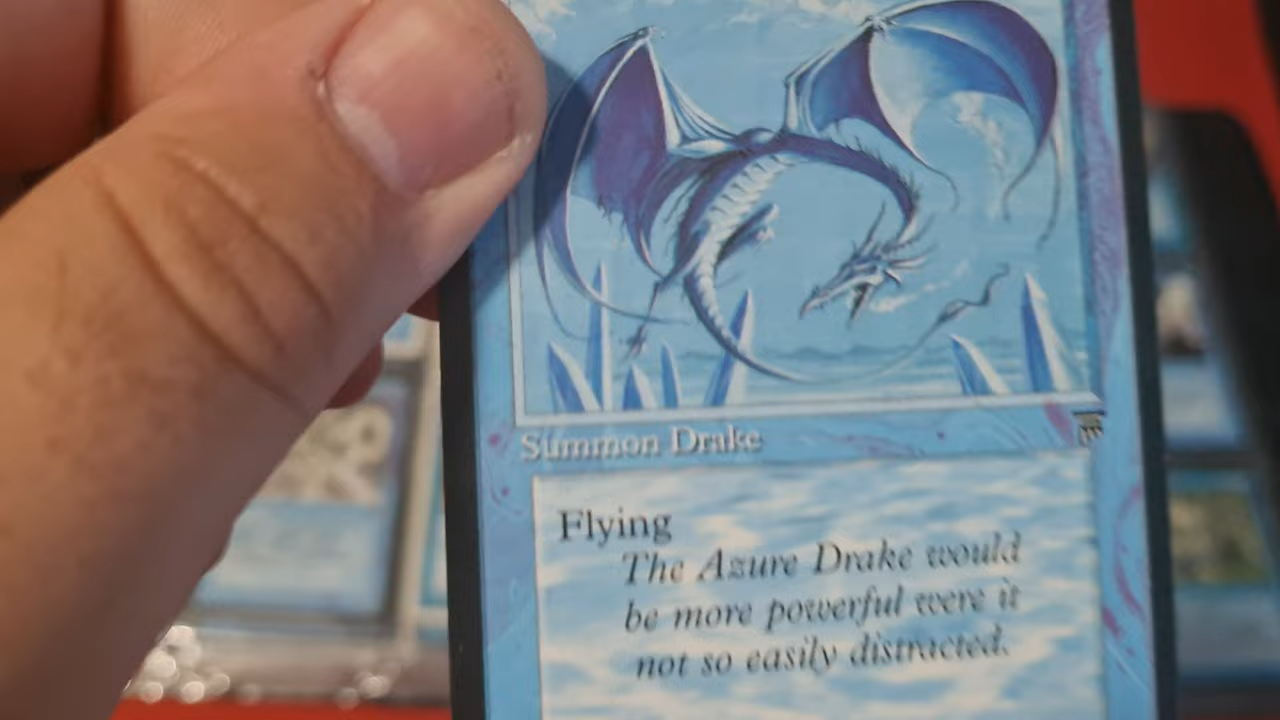 Summon Drake
Flying
The Azure Drake would
be more powerful were it
not so easily distracted.